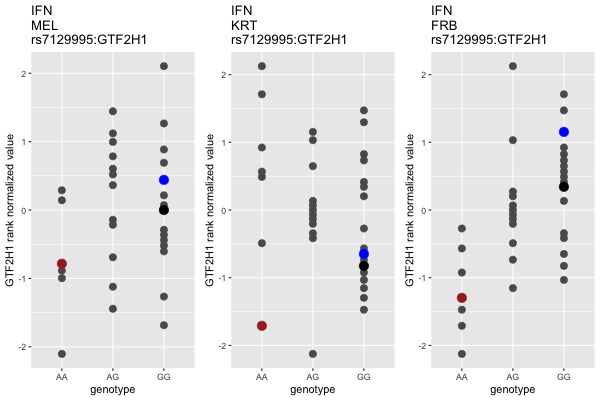 IFN
MEL
rs7129995:GTF2H1
GTF2H1 rank normalized value
2
1
0
-1
-2
AA
AG
GG
genotype
IFN
KRT
rs7129995:GTF2H1
GTF2H1 rank normalized value
2
1
0
-1
-2
AA
AG
GG
genotype
IFN
FRB
rs7129995:GTF2H1
GTF2H1 rank normalized value
2
1
0
-1
-2
AA
AG
GG
genotype